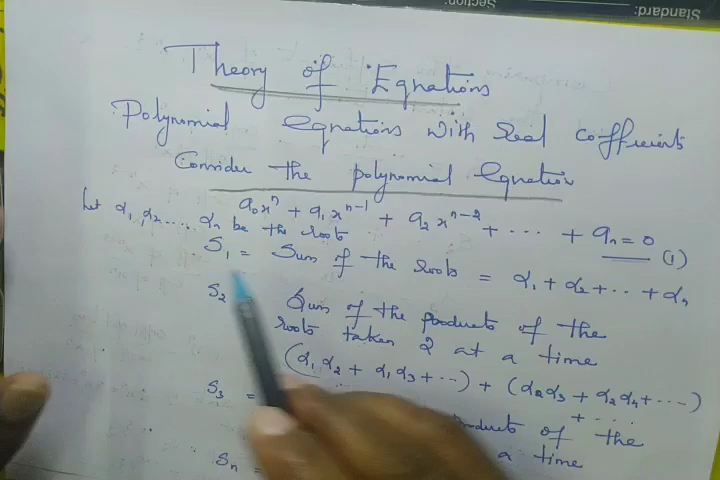 Standard:
Section:
Theory of Equations
Polynomial equations with real coffficients
Consider the polynomial equation
a₀xⁿ + a₁xⁿ⁻¹ + a₂xⁿ⁻² + ... + aₙ = 0 (1)
Let α₁, α₂ ..... αₙ be the roots
S₁ = Sum of the roots = α₁ + α₂ + .. + αₙ
S₂ Sum of the products of the
roots taken 2 at a time
(α₁α₂ + α₁α₃ + ...) + (α₂α₃ + α₂α₄ + ....)
+ ....
S₃ = of the
a time
Sₙ =